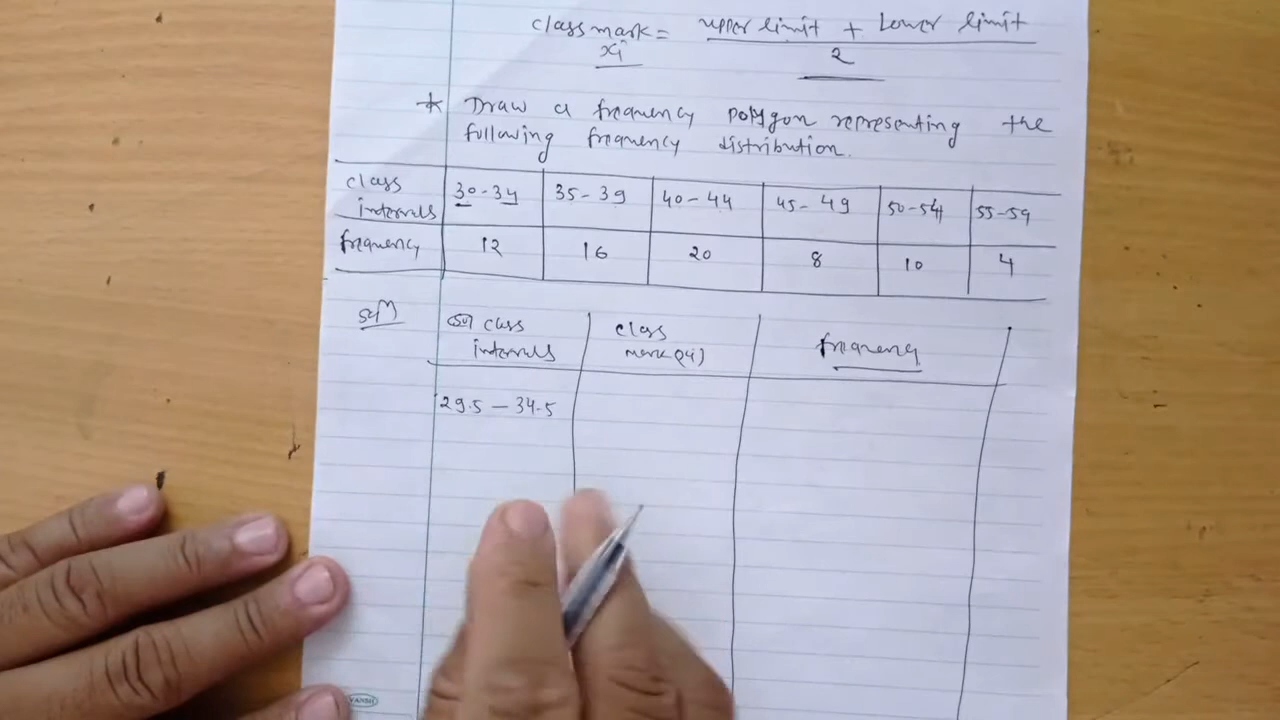 class mark = upper limit + Lower limit
xi 2
* Draw a frequency polygon representing the
following frequency distribution.
class intervals 30-34 35-39 40-44 45-49 50-54 55-59
frequency 12 16 20 8 10 4
class intervals class mark (xi) frequency
29.5 - 34.5